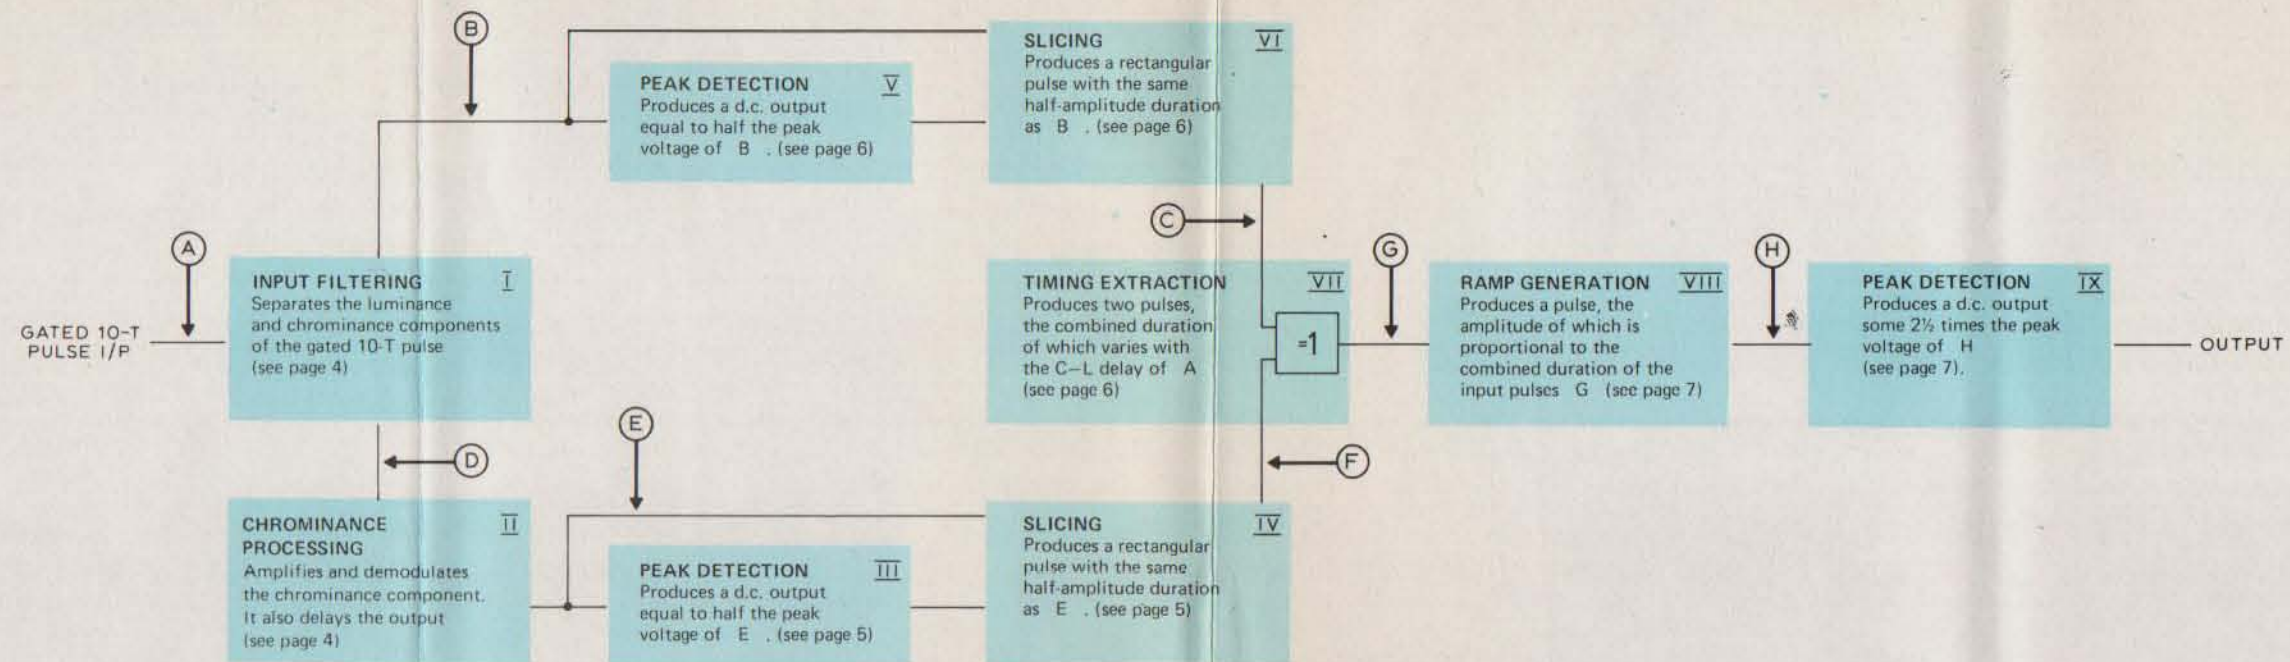 B
SLICING VI
Produces a rectangular
pulse with the same
half-amplitude duration
as B . (see page 6)
PEAK DETECTION V
Produces a d.c. output
equal to half the peak
voltage of B . (see page 6)
C
A
G
H
GATED 10-T
PULSE I/P
INPUT FILTERING I
Separates the luminance
and chrominance components
of the gated 10-T pulse
(see page 4)
TIMING EXTRACTION VII
Produces two pulses,
the combined duration
of which varies with
the C–L delay of A
(see page 6)
=1
RAMP GENERATION VIII
Produces a pulse, the
amplitude of which is
proportional to the
combined duration of the
input pulses G (see page 7)
PEAK DETECTION IX
Produces a d.c. output
some 2½ times the peak
voltage of H
(see page 7).
OUTPUT
E
D
F
CHROMINANCE II
PROCESSING
Amplifies and demodulates
the chrominance component.
It also delays the output
(see page 4)
PEAK DETECTION III
Produces a d.c. output
equal to half the peak
voltage of E . (see page 5)
SLICING IV
Produces a rectangular
pulse with the same
half-amplitude duration
as E . (see page 5)